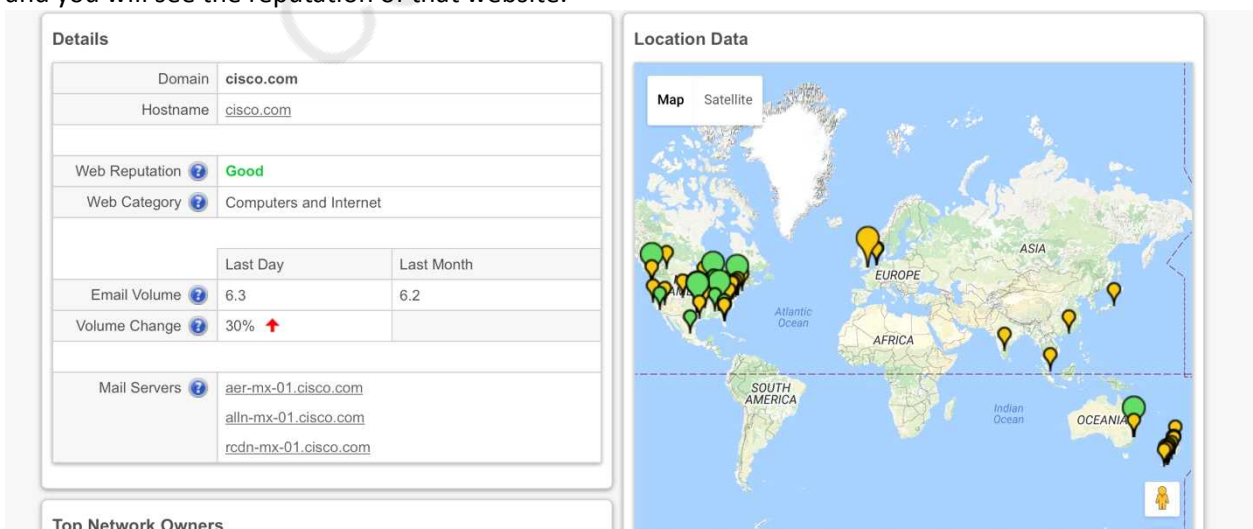 and you will see the reputation of that website.
Details
Domain cisco.com
Hostname cisco.com
Web Reputation ? Good
Web Category ? Computers and Internet
Last Day Last Month
Email Volume ? 6.3 6.2
Volume Change ? 30%
Mail Servers ? aer-mx-01.cisco.com
alln-mx-01.cisco.com
rcdn-mx-01.cisco.com
Top Network Owners
Location Data
Map Satellite
ASIA
EUROPE
Atlantic
Ocean
AFRICA
SOUTH
AMERICA
Indian
Ocean
OCEANIA